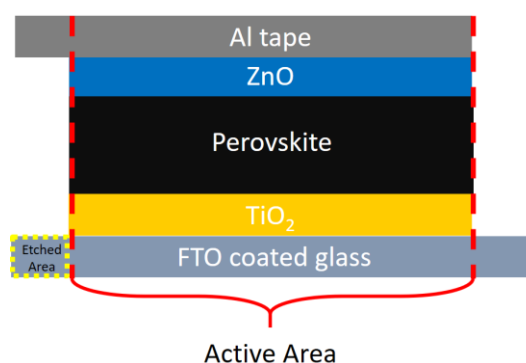 Al tape
ZnO
Perovskite
TiO₂
Etched
Area
FTO coated glass
Active Area